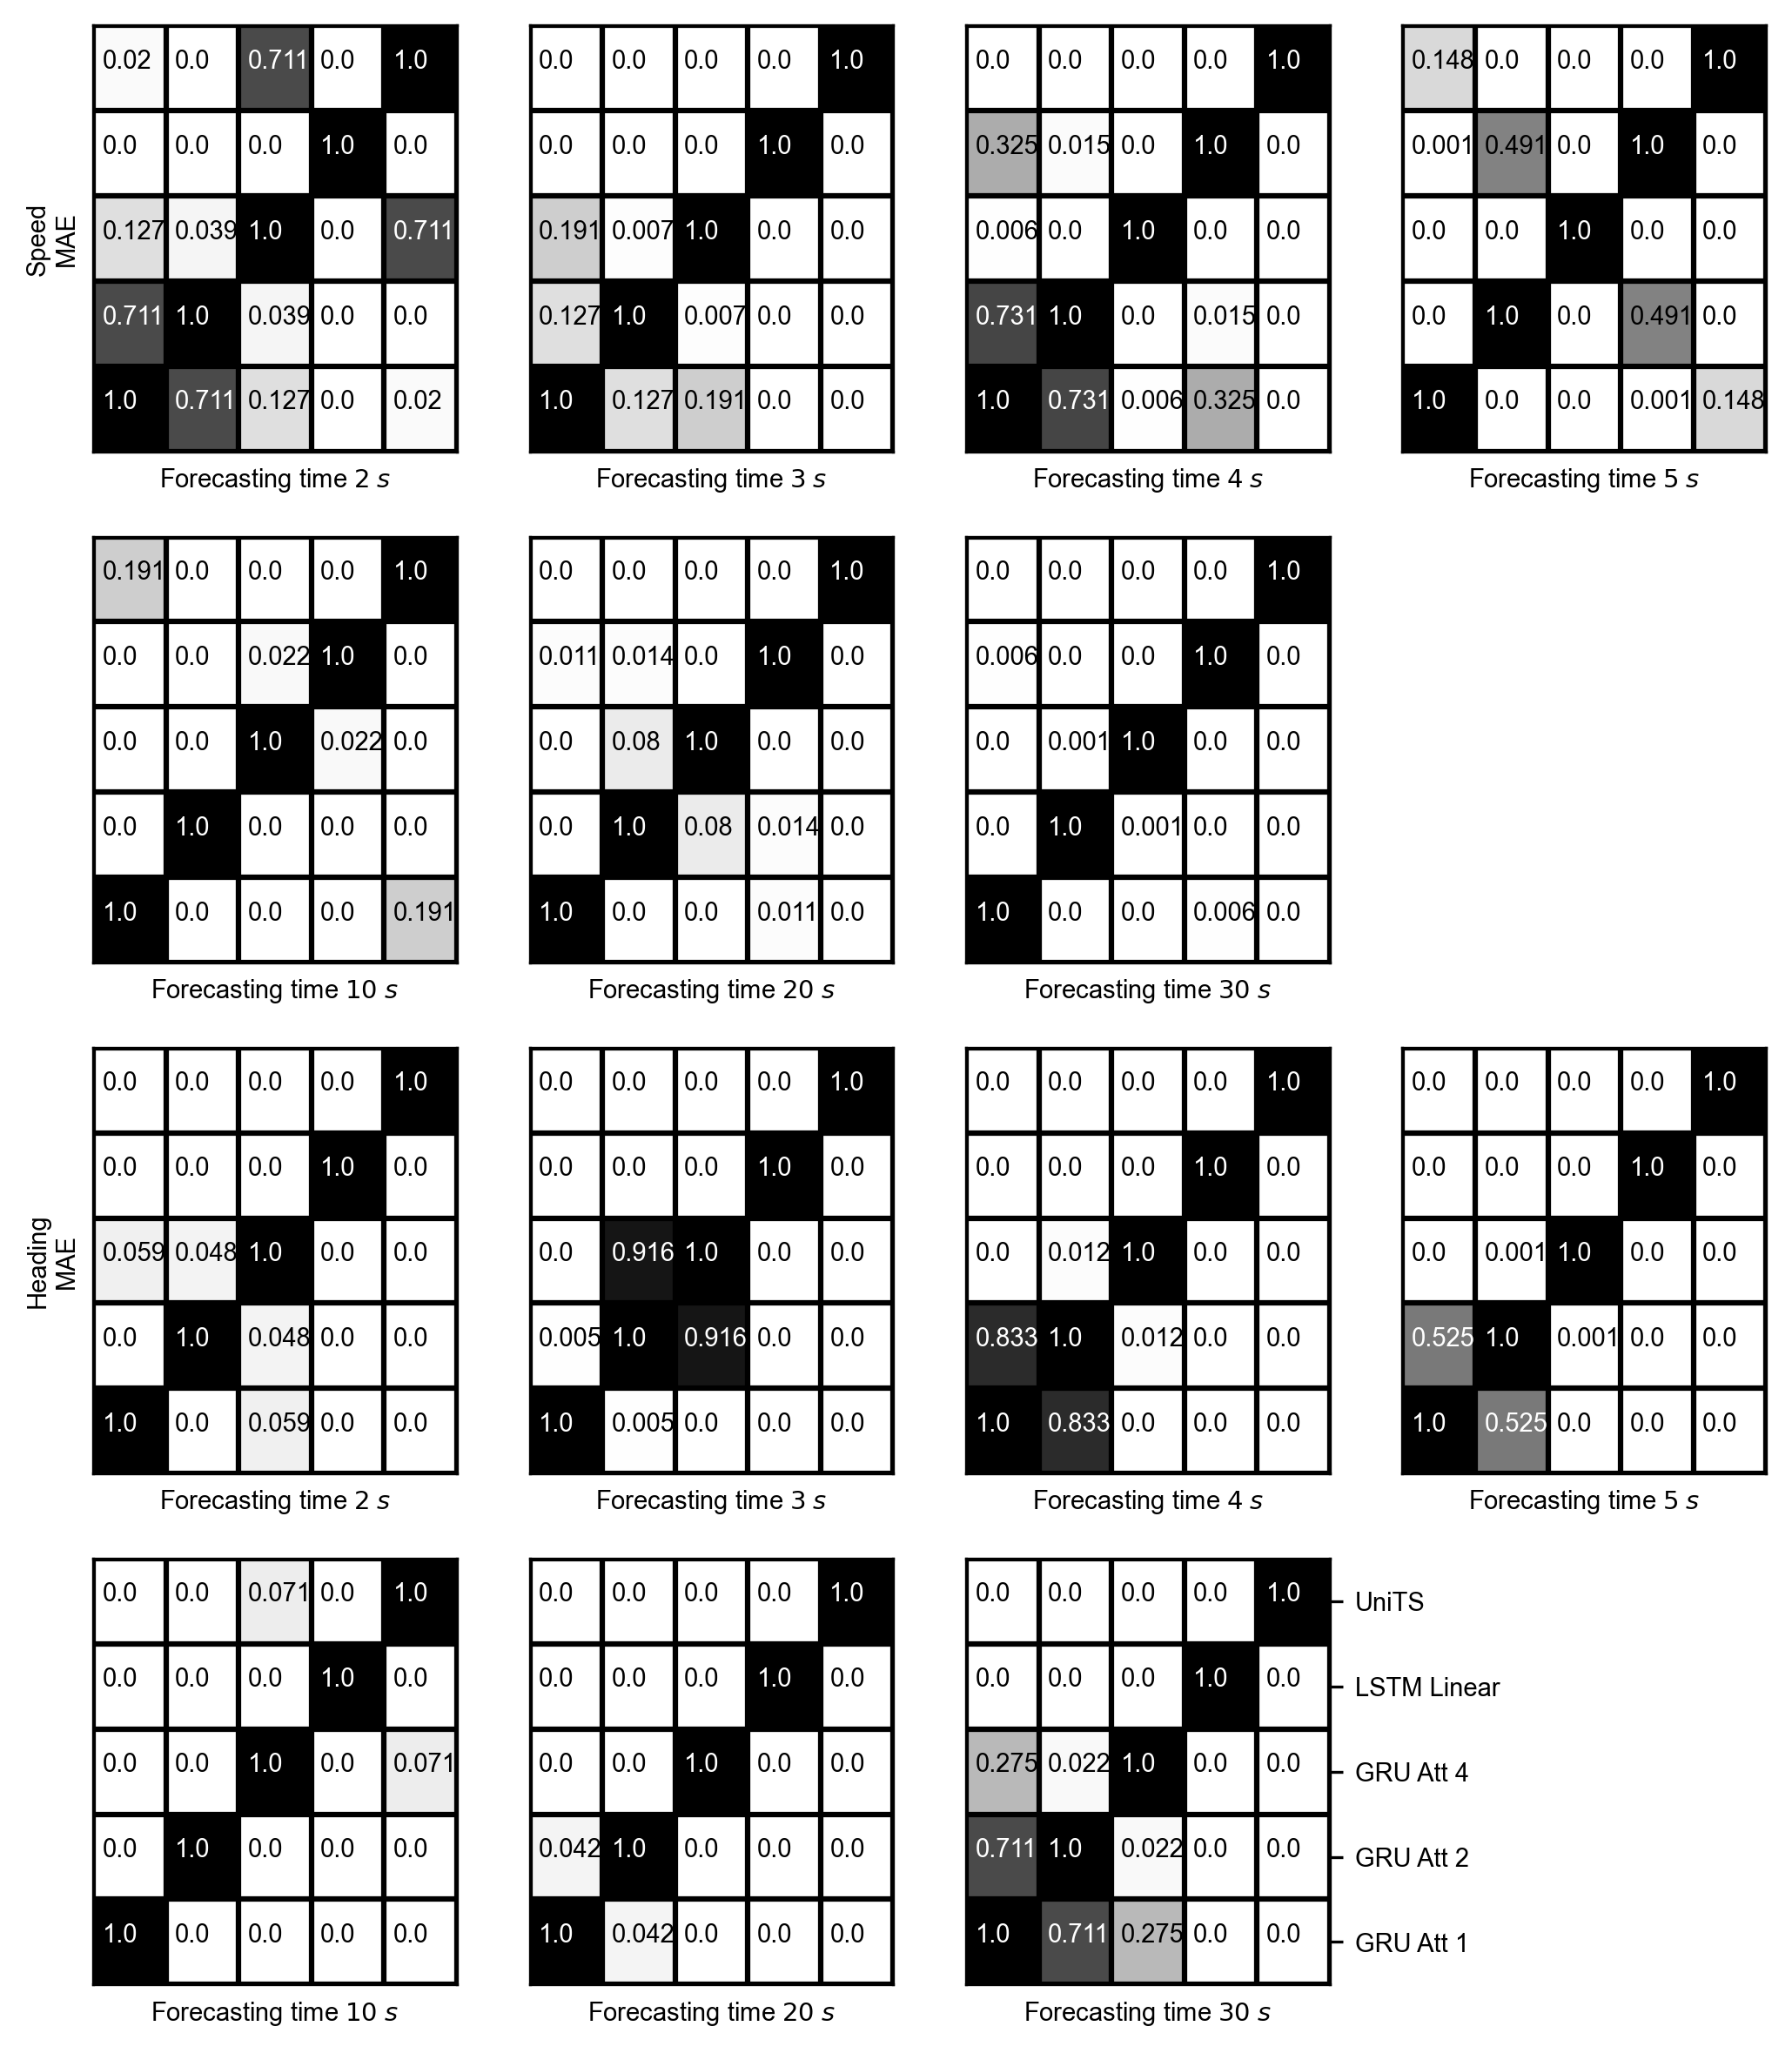 0.02 0.0 0.711 0.0 1.0
0.0 0.0 0.0 1.0 0.0
0.127 0.039 1.0 0.0 0.711
0.711 1.0 0.039 0.0 0.0
1.0 0.711 0.127 0.0 0.02
Speed
MAE
Forecasting time 2 s
0.0 0.0 0.0 0.0 1.0
0.0 0.0 0.0 1.0 0.0
0.191 0.007 1.0 0.0 0.0
0.127 1.0 0.007 0.0 0.0
1.0 0.127 0.191 0.0 0.0
Forecasting time 3 s
0.0 0.0 0.0 0.0 1.0
0.325 0.015 0.0 1.0 0.0
0.006 0.0 1.0 0.0 0.0
0.731 1.0 0.0 0.015 0.0
1.0 0.731 0.006 0.325 0.0
Forecasting time 4 s
0.148 0.0 0.0 0.0 1.0
0.001 0.491 0.0 1.0 0.0
0.0 0.0 1.0 0.0 0.0
0.0 1.0 0.0 0.491 0.0
1.0 0.0 0.0 0.001 0.148
Forecasting time 5 s
0.191 0.0 0.0 0.0 1.0
0.0 0.0 0.022 1.0 0.0
0.0 0.0 1.0 0.022 0.0
0.0 1.0 0.0 0.0 0.0
1.0 0.0 0.0 0.0 0.191
Forecasting time 10 s
0.0 0.0 0.0 0.0 1.0
0.011 0.014 0.0 1.0 0.0
0.0 0.08 1.0 0.0 0.0
0.0 1.0 0.08 0.014 0.0
1.0 0.0 0.0 0.011 0.0
Forecasting time 20 s
0.0 0.0 0.0 0.0 1.0
0.006 0.0 0.0 1.0 0.0
0.0 0.001 1.0 0.0 0.0
0.0 1.0 0.001 0.0 0.0
1.0 0.0 0.0 0.006 0.0
Forecasting time 30 s
0.0 0.0 0.0 0.0 1.0
0.0 0.0 0.0 1.0 0.0
0.059 0.048 1.0 0.0 0.0
0.0 1.0 0.048 0.0 0.0
1.0 0.0 0.059 0.0 0.0
Heading
MAE
Forecasting time 2 s
0.0 0.0 0.0 0.0 1.0
0.0 0.0 0.0 1.0 0.0
0.0 0.916 1.0 0.0 0.0
0.005 1.0 0.916 0.0 0.0
1.0 0.005 0.0 0.0 0.0
Forecasting time 3 s
0.0 0.0 0.0 0.0 1.0
0.0 0.0 0.0 1.0 0.0
0.0 0.012 1.0 0.0 0.0
0.833 1.0 0.012 0.0 0.0
1.0 0.833 0.0 0.0 0.0
Forecasting time 4 s
0.0 0.0 0.0 0.0 1.0
0.0 0.0 0.0 1.0 0.0
0.0 0.001 1.0 0.0 0.0
0.525 1.0 0.001 0.0 0.0
1.0 0.525 0.0 0.0 0.0
Forecasting time 5 s
0.0 0.0 0.071 0.0 1.0
0.0 0.0 0.0 1.0 0.0
0.0 0.0 1.0 0.0 0.071
0.0 1.0 0.0 0.0 0.0
1.0 0.0 0.0 0.0 0.0
Forecasting time 10 s
0.0 0.0 0.0 0.0 1.0
0.0 0.0 0.0 1.0 0.0
0.0 0.0 1.0 0.0 0.0
0.042 1.0 0.0 0.0 0.0
1.0 0.042 0.0 0.0 0.0
Forecasting time 20 s
0.0 0.0 0.0 0.0 1.0 UniTS
0.0 0.0 0.0 1.0 0.0 LSTM Linear
0.275 0.022 1.0 0.0 0.0 GRU Att 4
0.711 1.0 0.022 0.0 0.0 GRU Att 2
1.0 0.711 0.275 0.0 0.0 GRU Att 1
Forecasting time 30 s